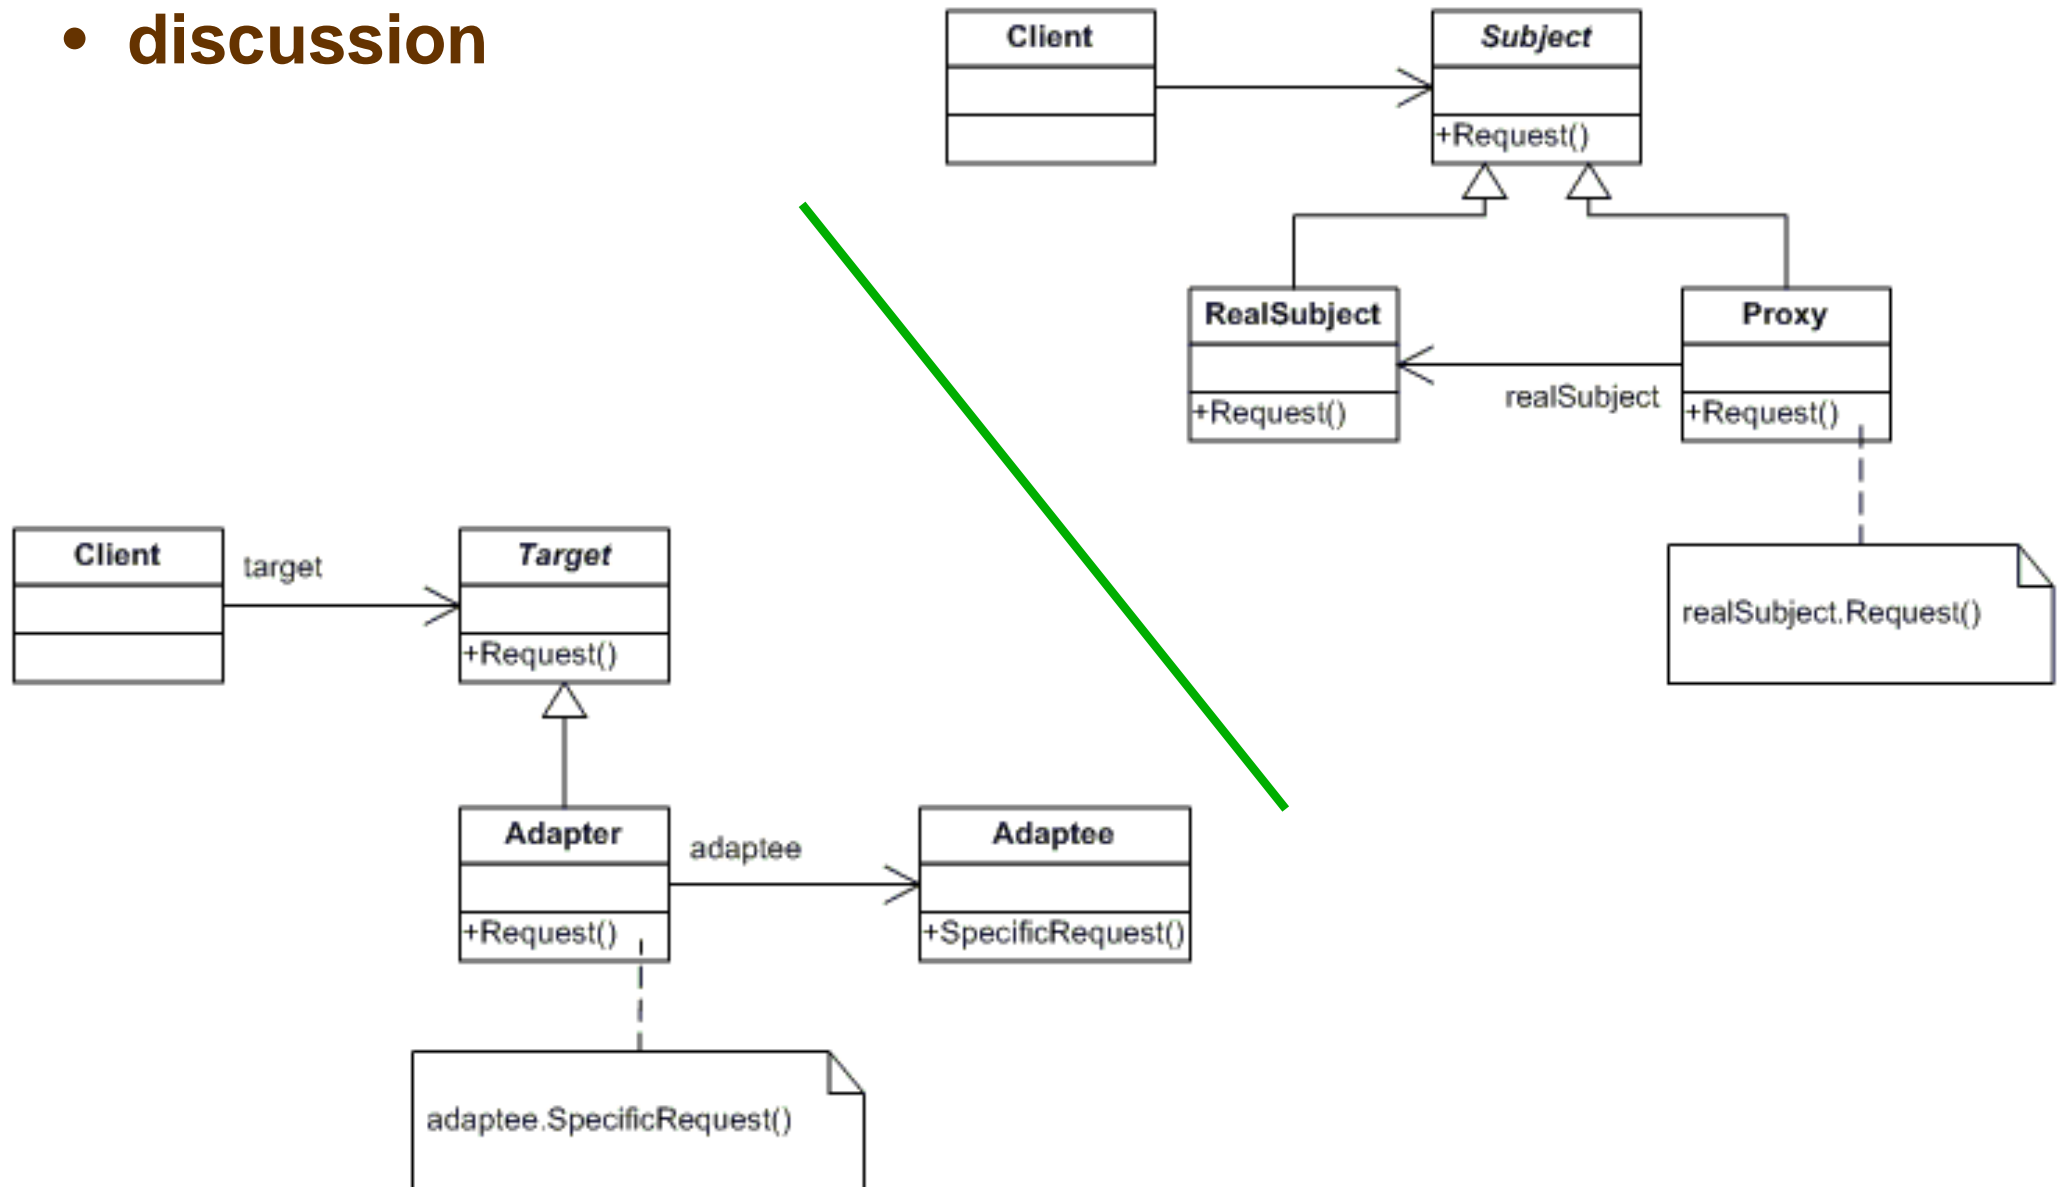 • discussion
Client
Subject
+Request()
RealSubject
+Request()
realSubject
Proxy
+Request()
realSubject.Request()
Client
target
Target
+Request()
Adapter
+Request()
adaptee
Adaptee
+SpecificRequest()
adaptee.SpecificRequest()